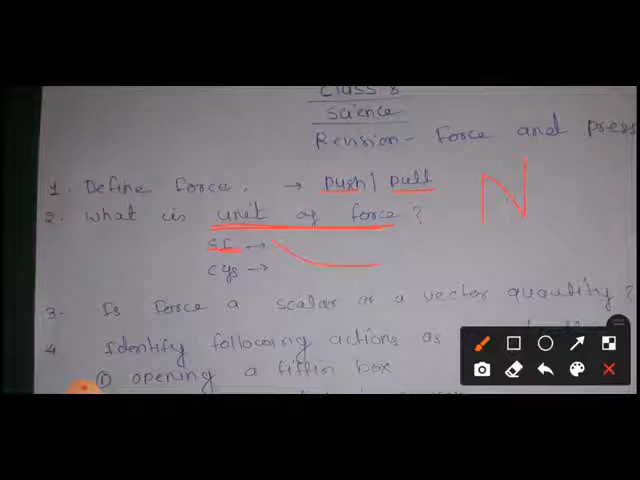 Class 8
Science
Revision - Force and press
1. Define Force. → push/ pull
N
2. What is unit of force ?
SI →
cgs →
3. Is Force a scalar or a vector quantity ?
4 Identify following actions as
① opening a tiffin box